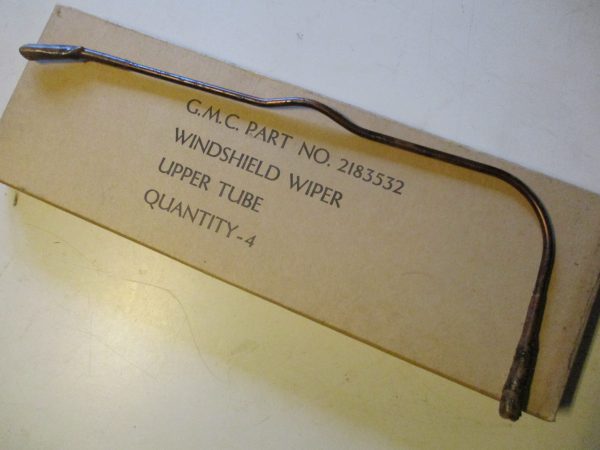 G.M.C. PART NO. 2183532
WINDSHIELD WIPER
UPPER TUBE
QUANTITY-4